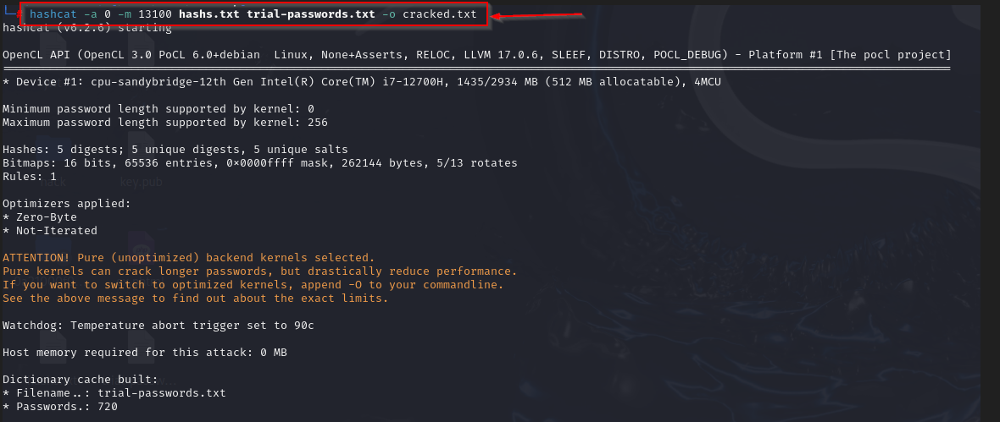 hashcat -a 0 -m 13100 hashs.txt trial-passwords.txt -o cracked.txt
hashcat (v6.2.6) starting
OpenCL API (OpenCL 3.0 PoCL 6.0+debian  Linux, None+Asserts, RELOC, LLVM 17.0.6, SLEEF, DISTRO, POCL_DEBUG) - Platform #1 [The pocl project]
* Device #1: cpu-sandybridge-12th Gen Intel(R) Core(TM) i7-12700H, 1435/2934 MB (512 MB allocatable), 4MCU
Minimum password length supported by kernel: 0
Maximum password length supported by kernel: 256
Hashes: 5 digests; 5 unique digests, 5 unique salts
Bitmaps: 16 bits, 65536 entries, 0x0000ffff mask, 262144 bytes, 5/13 rotates
Rules: 1
key.pub
Optimizers applied:
* Zero-Byte
* Not-Iterated
ATTENTION! Pure (unoptimized) backend kernels selected.
Pure kernels can crack longer passwords, but drastically reduce performance.
If you want to switch to optimized kernels, append -O to your commandline.
See the above message to find out about the exact limits.
Watchdog: Temperature abort trigger set to 90c
Host memory required for this attack: 0 MB
Dictionary cache built:
* Filename..: trial-passwords.txt
* Passwords.: 720